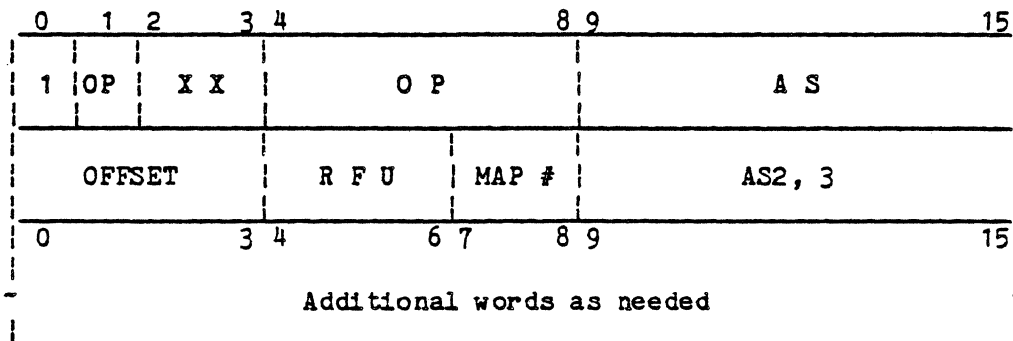 0 1 2 3 4 8 9 15
1 OP X X O P A S
OFFSET R F U MAP # AS2, 3
0 3 4 6 7 8 9 15
Additional words as needed